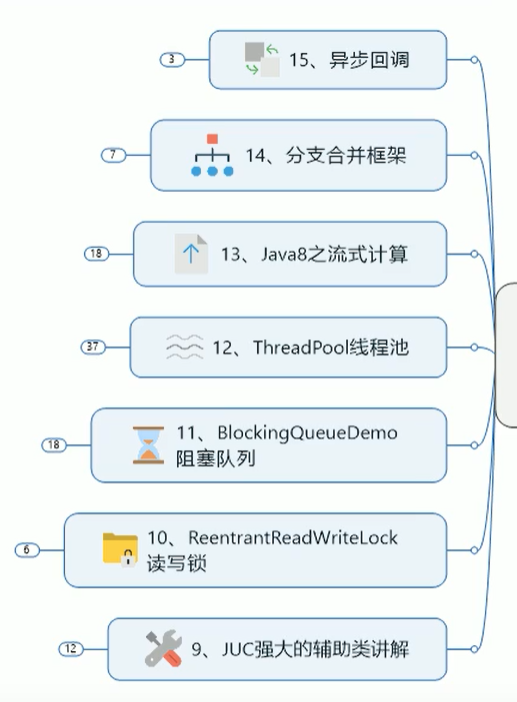 3
15、异步回调
7
14、分支合并框架
18
13、Java8之流式计算
37
12、ThreadPool线程池
18
11、BlockingQueueDemo
阻塞队列
6
10、ReentrantReadWriteLock
读写锁
12
9、JUC强大的辅助类讲解